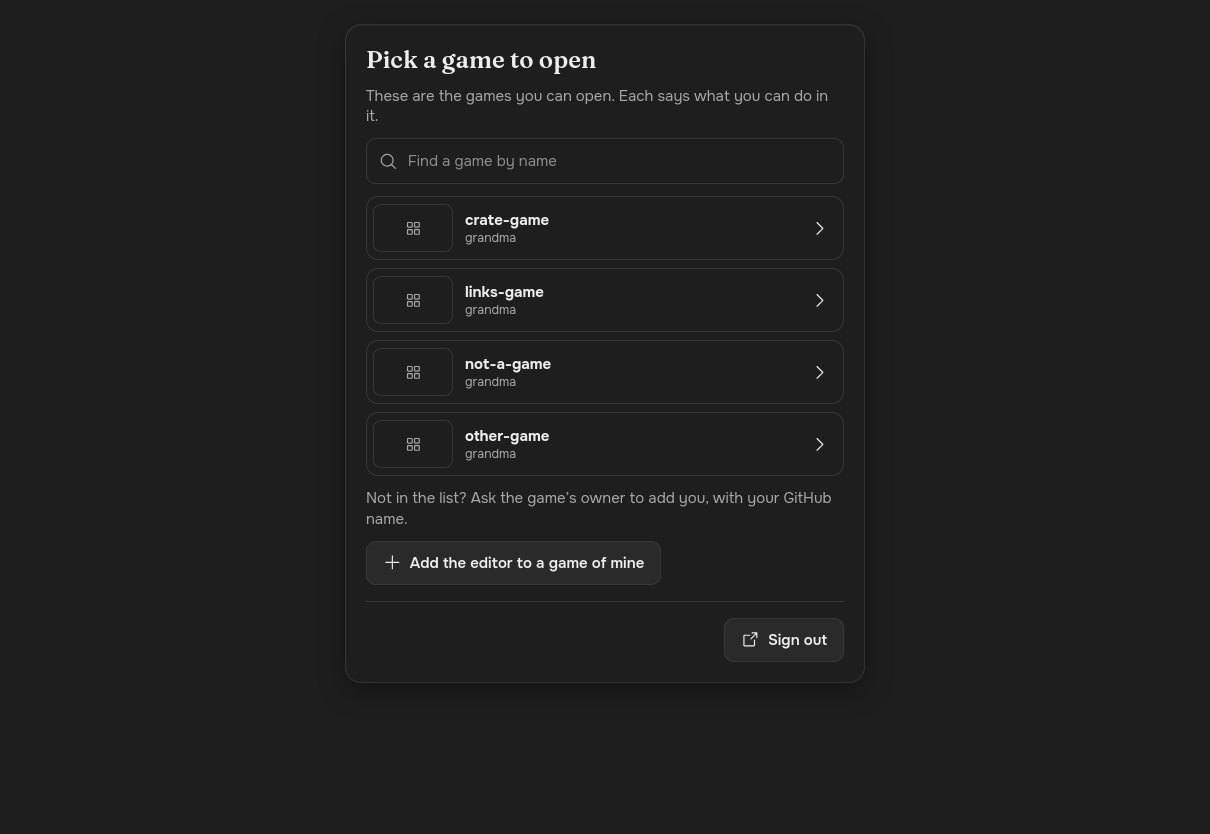 Pick a game to open
These are the games you can open. Each says what you can do in
it.
Find a game by name
crate-game
grandma
links-game
grandma
not-a-game
grandma
other-game
grandma
Not in the list? Ask the game’s owner to add you, with your GitHub
name.
Add the editor to a game of mine
Sign out